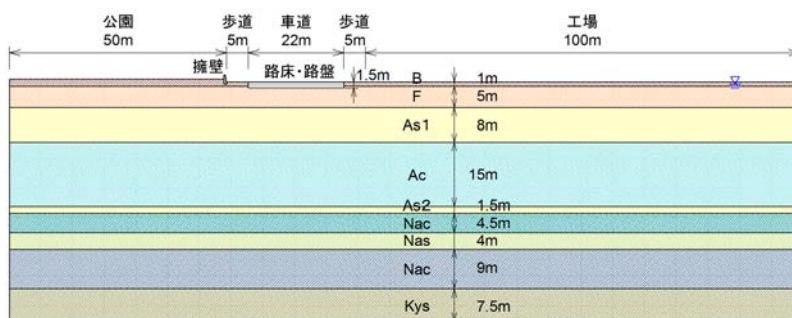 公園 歩道 車道 歩道 工場
50m 5m 22m 5m 100m
擁壁 路床・路盤 1.5m B 1m
F 5m
As1 8m
Ac 15m
As2 1.5m
Nac 4.5m
Nas 4m
Nac 9m
Kys 7.5m